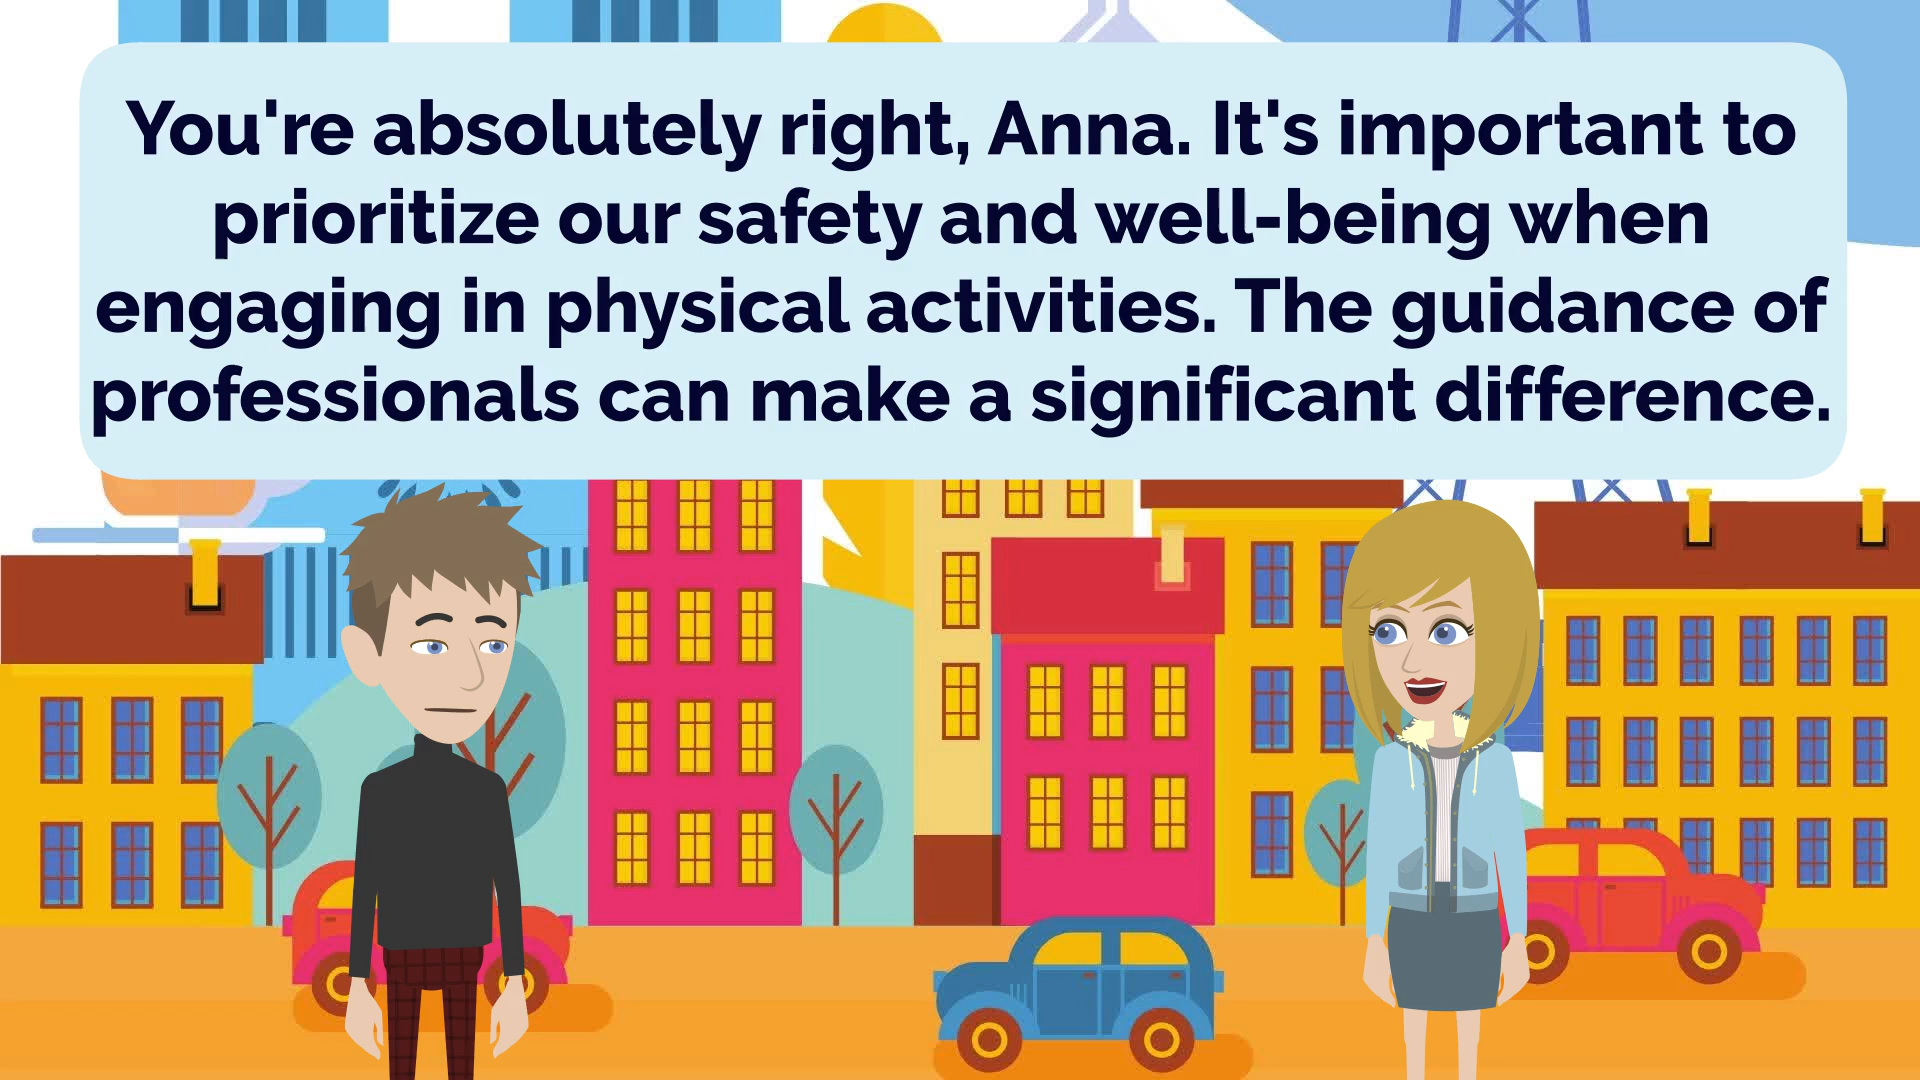 You're absolutely right, Anna. It's important to
prioritize our safety and well-being when
engaging in physical activities. The guidance of
professionals can make a significant difference.